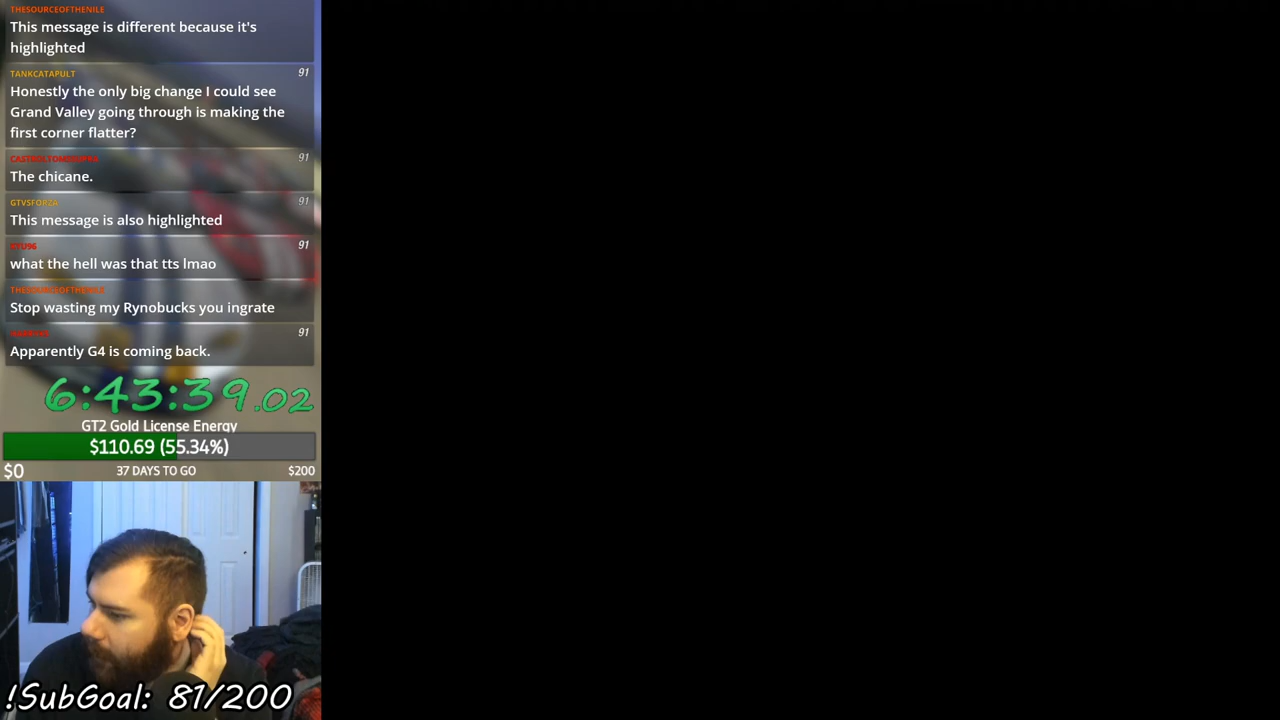 THESOURCEOFTHENILE
This message is different because it's
highlighted
TANKCATAPULT 91
Honestly the only big change I could see
Grand Valley going through is making the
first corner flatter?
91
The chicane.
GTVSFORZA 91
This message is also highlighted
91
what the hell was that tts lmao
THESOURCEOFTHENILE
Stop wasting my Rynobucks you ingrate
91
Apparently G4 is coming back.
6:43:39.02
GT2 Gold License Energy
$110.69 (55.34%)
$0 37 DAYS TO GO $200
!SubGoal: 81/200